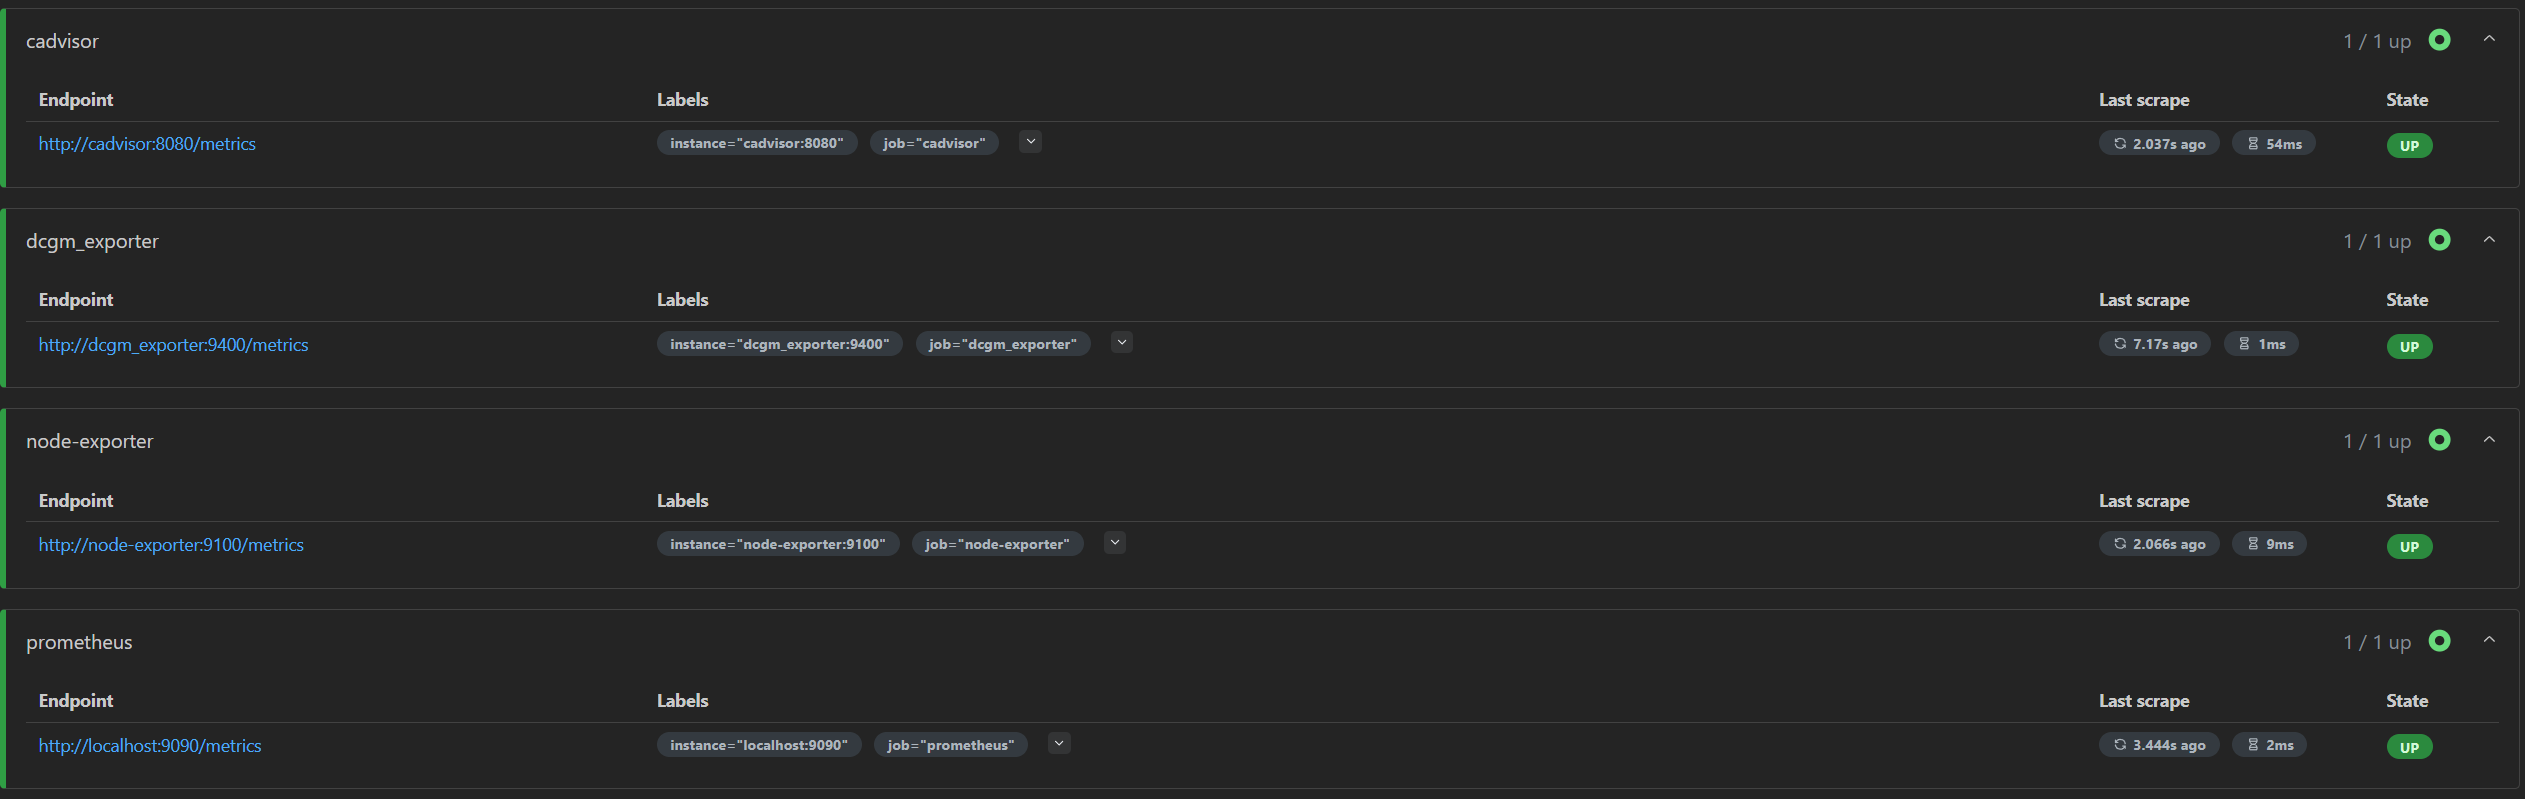 cadvisor 1 / 1 up
Endpoint Labels Last scrape State
http://cadvisor:8080/metrics instance="cadvisor:8080" job="cadvisor" 2.037s ago 54ms UP
dcgm_exporter 1 / 1 up
Endpoint Labels Last scrape State
http://dcgm_exporter:9400/metrics instance="dcgm_exporter:9400" job="dcgm_exporter" 7.17s ago 1ms UP
node-exporter 1 / 1 up
Endpoint Labels Last scrape State
http://node-exporter:9100/metrics instance="node-exporter:9100" job="node-exporter" 2.066s ago 9ms UP
prometheus 1 / 1 up
Endpoint Labels Last scrape State
http://localhost:9090/metrics instance="localhost:9090" job="prometheus" 3.444s ago 2ms UP